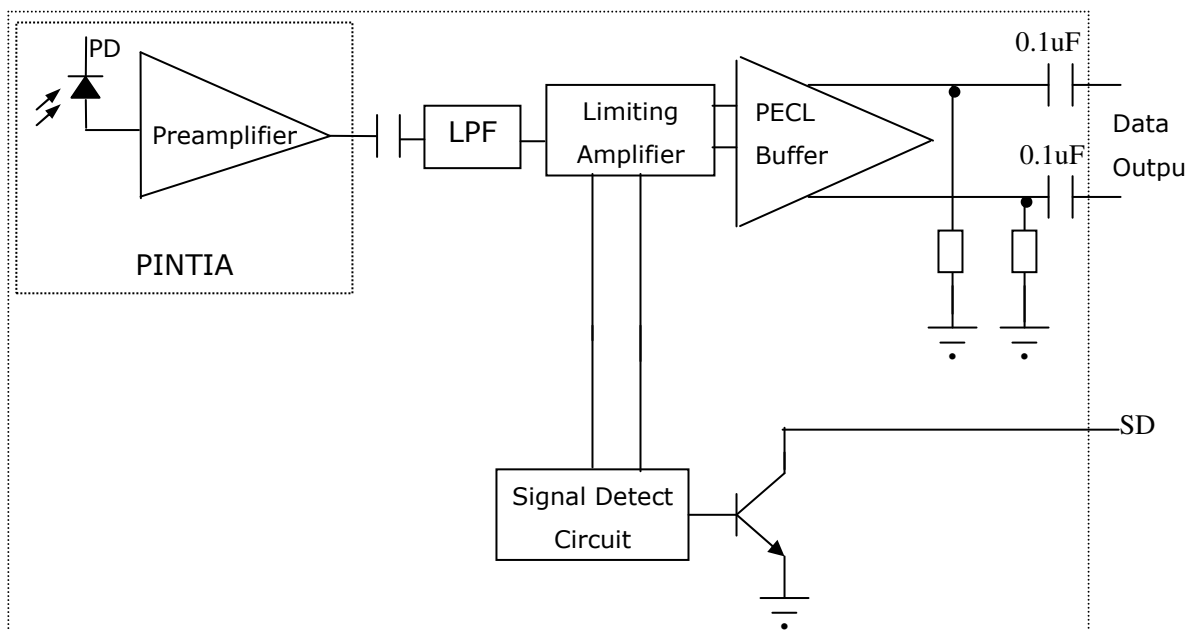 0.1uF
PD
Preamplifier
LPF
Limiting
Amplifier
PECL
Buffer
Data
Outpu
0.1uF
PINTIA
SD
Signal Detect
Circuit